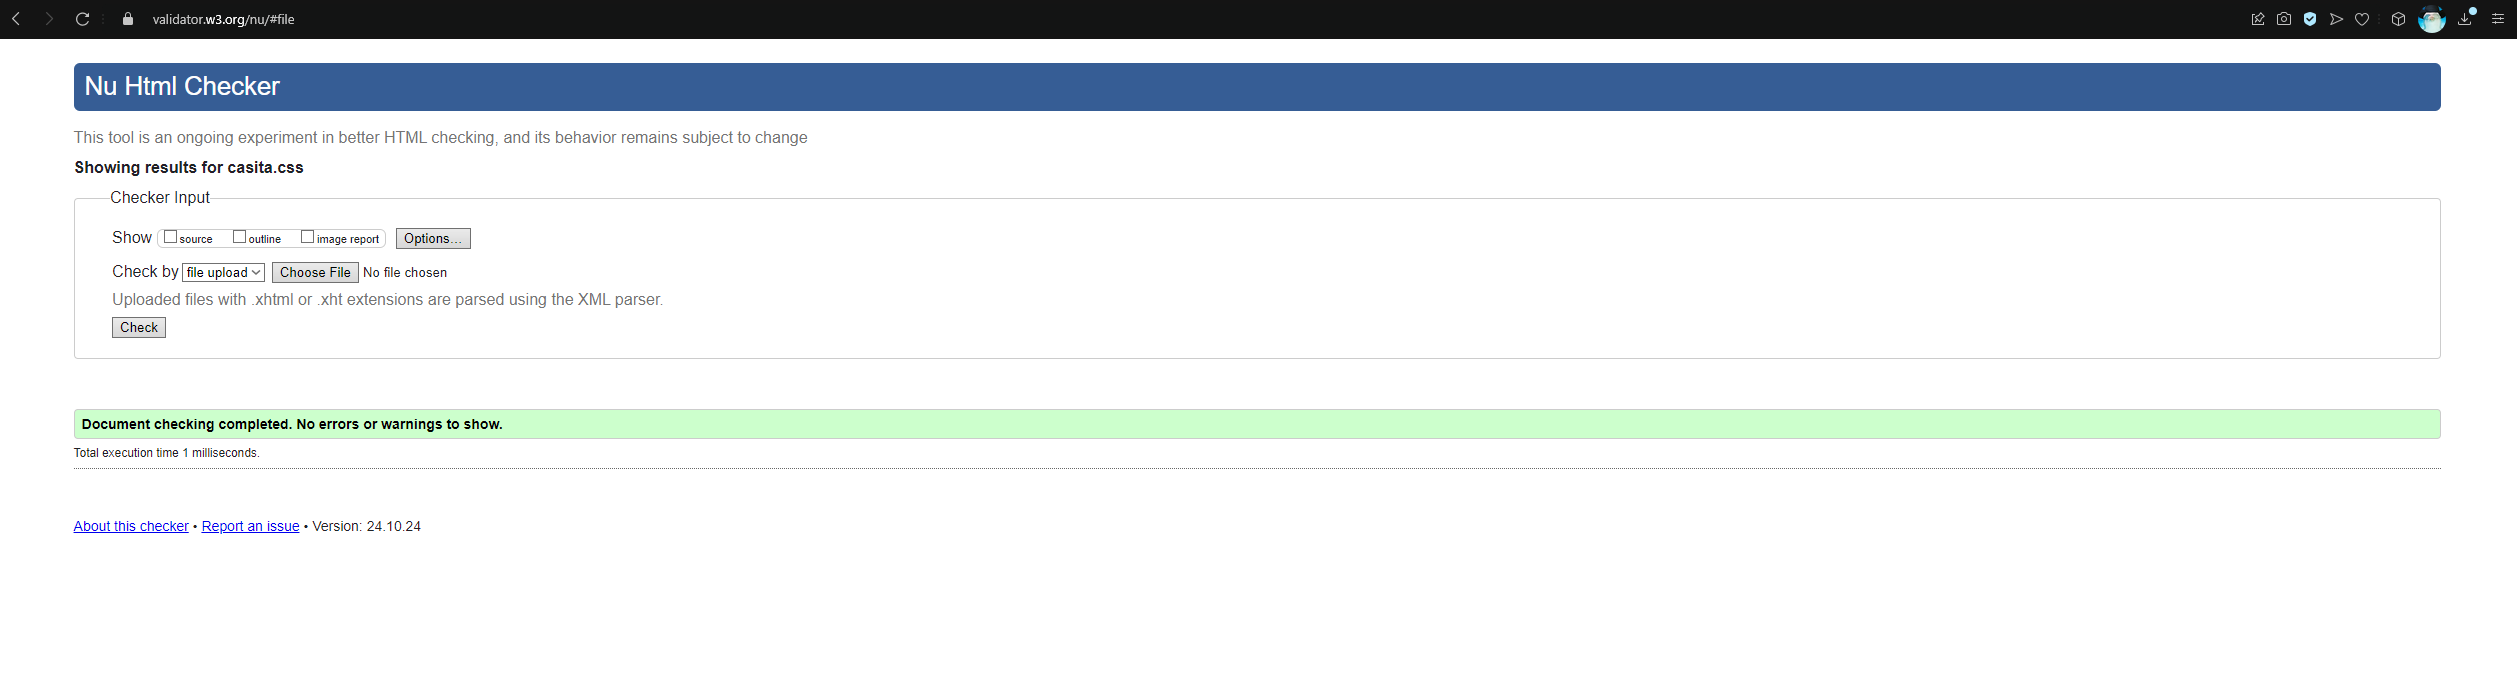 validator.w3.org/nu/#file
Nu Html Checker
This tool is an ongoing experiment in better HTML checking, and its behavior remains subject to change
Showing results for casita.css
Checker Input
Show source outline image report Options...
Check by file upload Choose File No file chosen
Uploaded files with .xhtml or .xht extensions are parsed using the XML parser.
Check
Document checking completed. No errors or warnings to show.
Total execution time 1 milliseconds.
About this checker • Report an issue • Version: 24.10.24